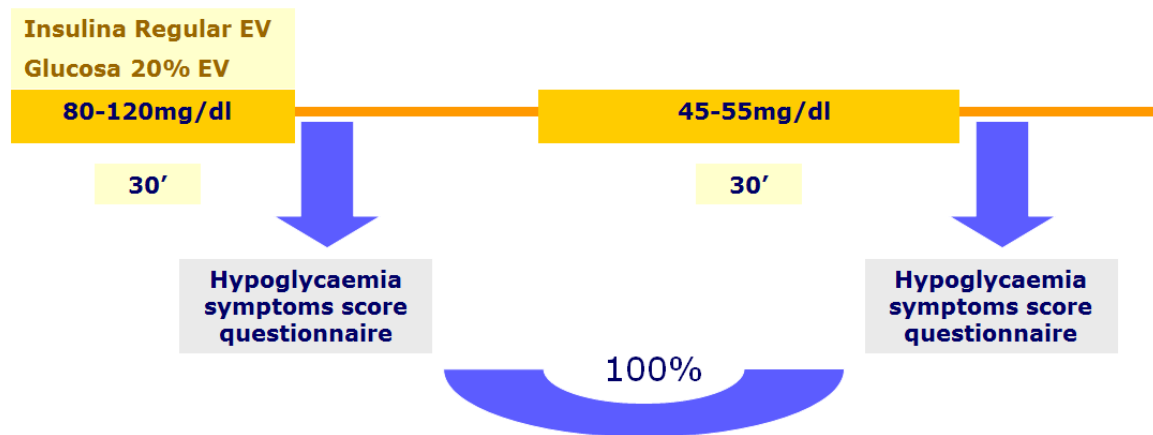 Insulina Regular EV
Glucosa 20% EV
80-120mg/dl
45-55mg/dl
30’
30’
Hypoglycaemia
symptoms score
questionnaire
Hypoglycaemia
symptoms score
questionnaire
100%